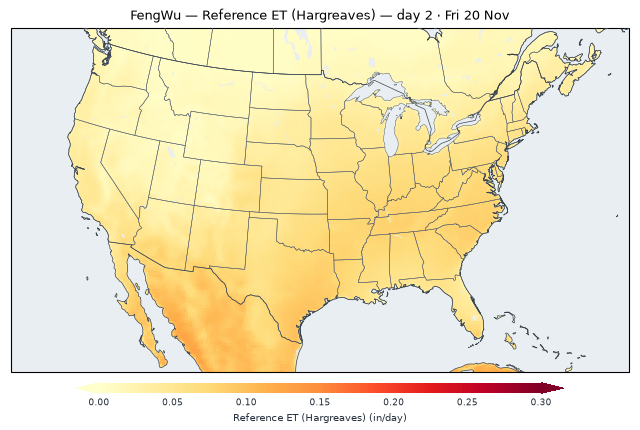 FengWu — Reference ET (Hargreaves) — day 2 · Fri 20 Nov
0.00 0.05 0.10 0.15 0.20 0.25 0.30
Reference ET (Hargreaves) (in/day)